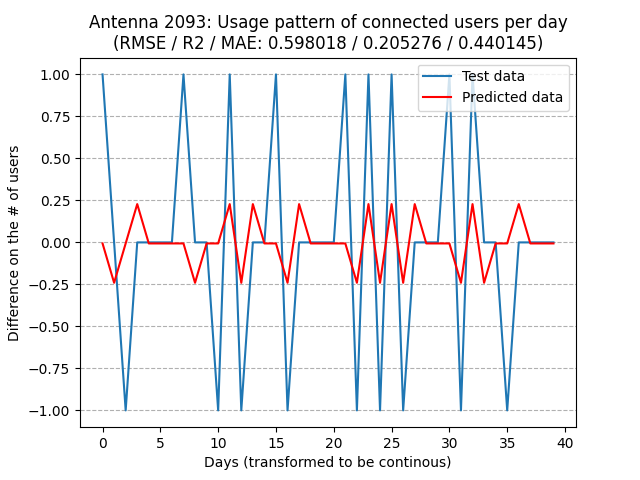 Antenna 2093: Usage pattern of connected users per day
(RMSE / R2 / MAE: 0.598018 / 0.205276 / 0.440145)
Test data
Predicted data
Difference on the # of users
1.00
0.75
0.50
0.25
0.00
−0.25
−0.50
−0.75
−1.00
0 5 10 15 20 25 30 35 40
Days (transformed to be continous)